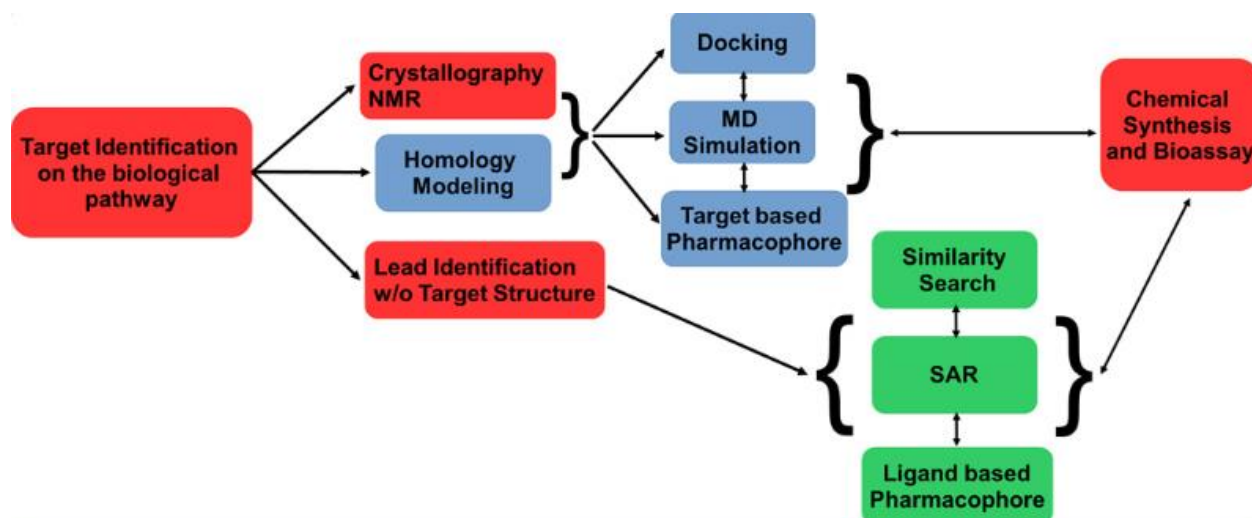 Target Identification
on the biological
pathway
Crystallography
NMR
Homology
Modeling
Lead Identification
w/o Target Structure
Docking
MD
Simulation
Target based
Pharmacophore
Similarity
Search
SAR
Ligand based
Pharmacophore
Chemical
Synthesis
and Bioassay